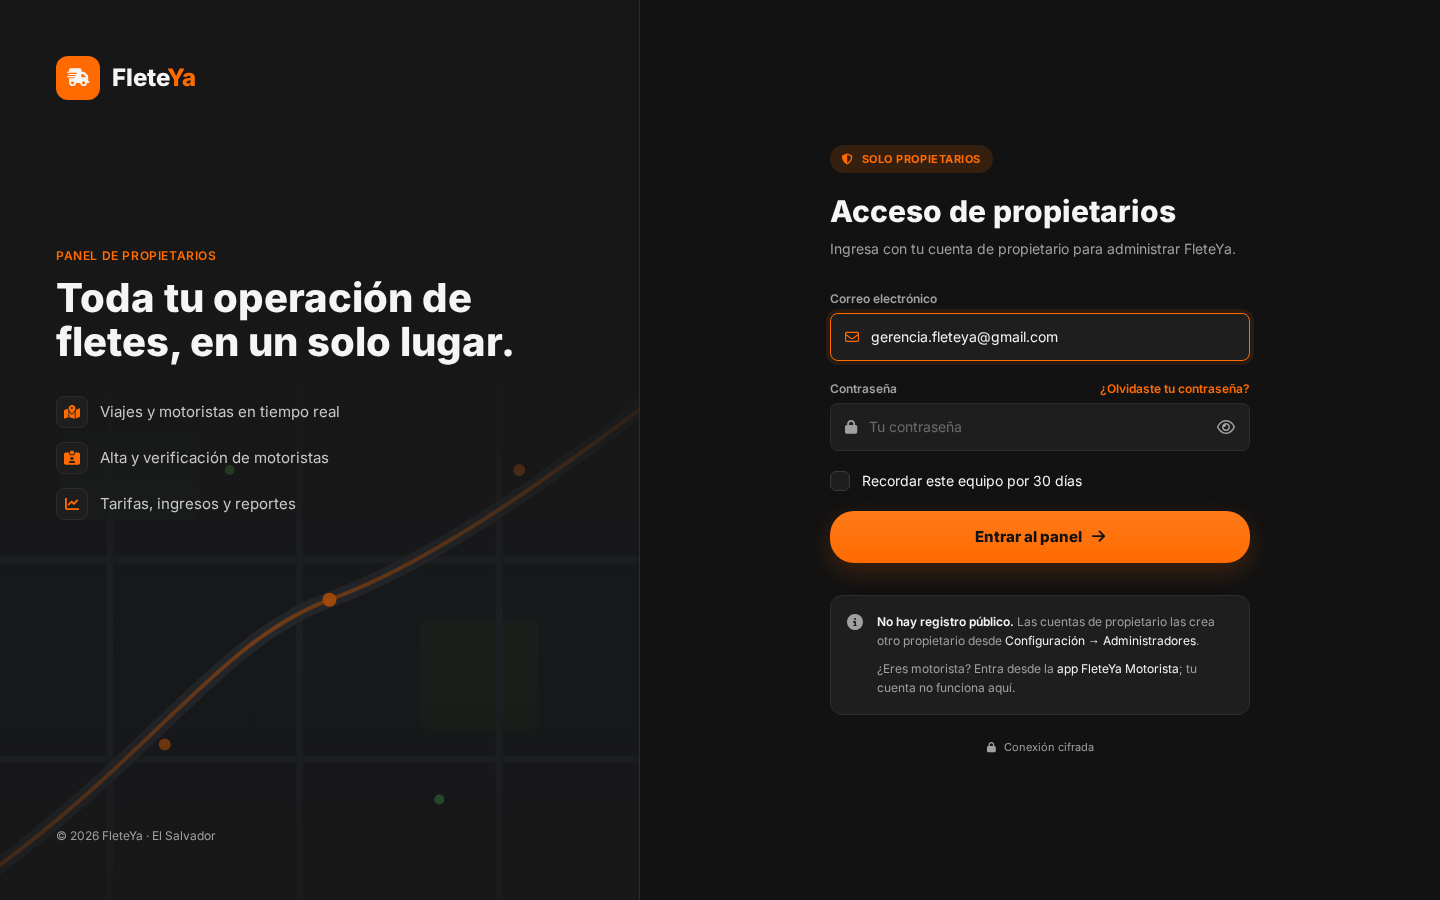 FleteYa
PANEL DE PROPIETARIOS
Toda tu operación de
fletes, en un solo lugar.
Viajes y motoristas en tiempo real
Alta y verificación de motoristas
Tarifas, ingresos y reportes
© 2026 FleteYa · El Salvador
SOLO PROPIETARIOS
Acceso de propietarios
Ingresa con tu cuenta de propietario para administrar FleteYa.
Correo electrónico
gerencia.fleteya@gmail.com
Contraseña
¿Olvidaste tu contraseña?
Tu contraseña
Recordar este equipo por 30 días
Entrar al panel →
No hay registro público. Las cuentas de propietario las crea
otro propietario desde Configuración → Administradores.
¿Eres motorista? Entra desde la app FleteYa Motorista; tu
cuenta no funciona aquí.
Conexión cifrada